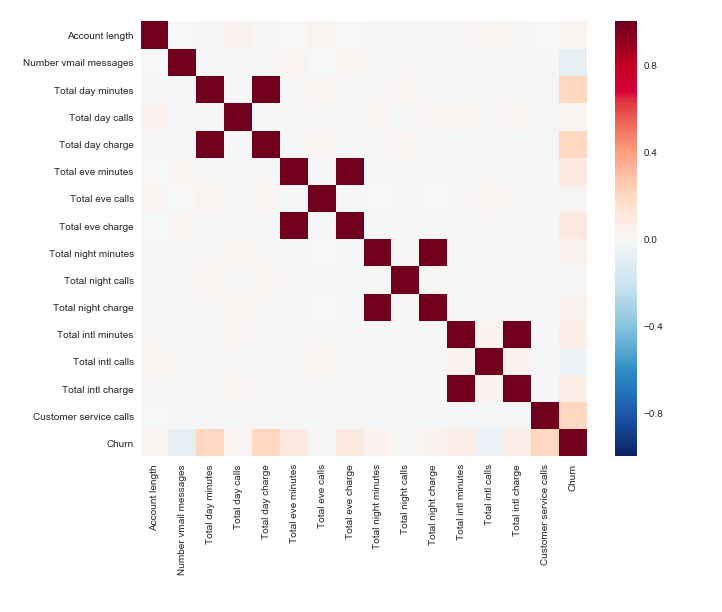 Account length
Number vmail messages
Total day minutes
Total day calls
Total day charge
Total eve minutes
Total eve calls
Total eve charge
Total night minutes
Total night calls
Total night charge
Total intl minutes
Total intl calls
Total intl charge
Customer service calls
Churn
Account length
Number vmail messages
Total day minutes
Total day calls
Total day charge
Total eve minutes
Total eve calls
Total eve charge
Total night minutes
Total night calls
Total night charge
Total intl minutes
Total intl calls
Total intl charge
Customer service calls
Churn
0.8
0.4
0.0
−0.4
−0.8